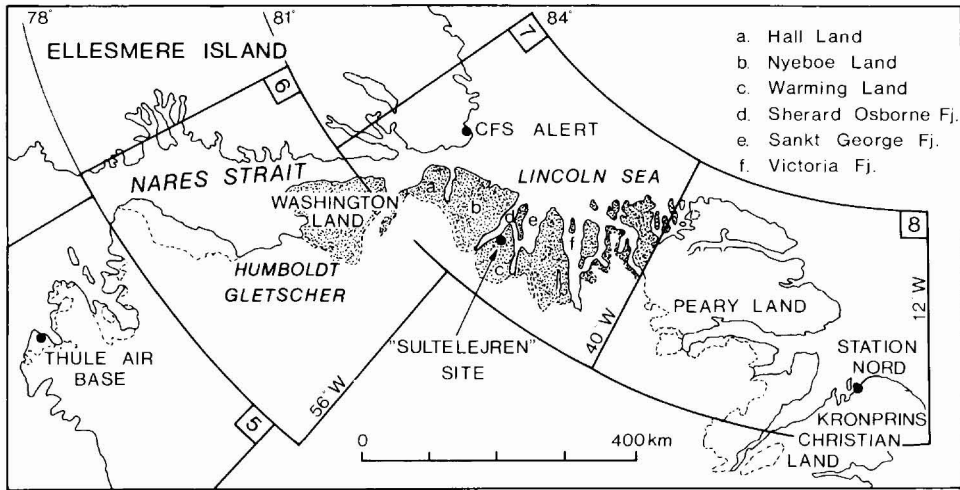 78°
81°
84°
ELLESMERE ISLAND
6
7
CFS ALERT
a. Hall Land
b. Nyeboe Land
c. Warming Land
d. Sherard Osborne Fj.
e. Sankt George Fj.
f. Victoria Fj.
NARES STRAIT
LINCOLN SEA
WASHINGTON
LAND
a
b
c
d
e
f
8
HUMBOLDT
GLETSCHER
PEARY LAND
12°W
40°W
56°W
"SULTELEJREN"
SITE
THULE AIR
BASE
STATION
NORD
KRONPRINS
CHRISTIAN
LAND
5
0
400km